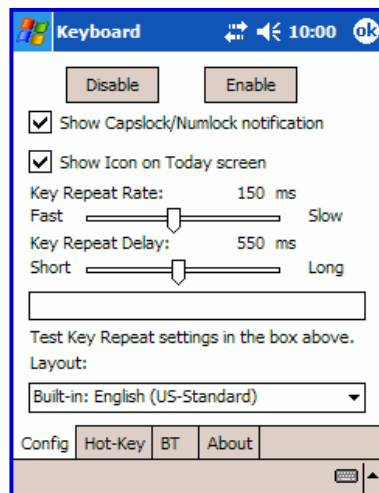 Keyboard 10:00 ok
Disable Enable
Show Capslock/Numlock notification
Show Icon on Today screen
Key Repeat Rate: 150 ms
Fast Slow
Key Repeat Delay: 550 ms
Short Long
Test Key Repeat settings in the box above.
Layout:
Built-in: English (US-Standard)
Config Hot-Key BT About